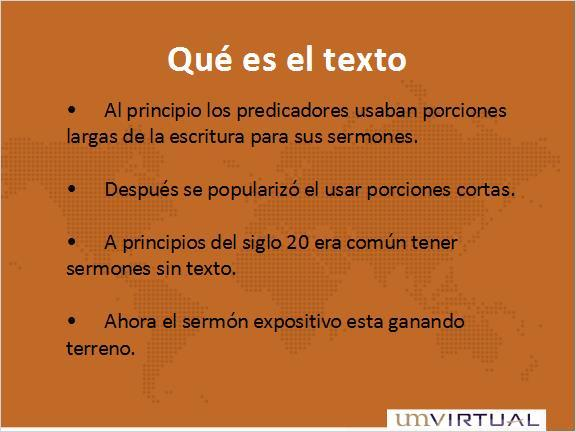 Qué es el texto
• Al principio los predicadores usaban porciones
largas de la escritura para sus sermones.
• Después se popularizó el usar porciones cortas.
• A principios del siglo 20 era común tener
sermones sin texto.
• Ahora el sermón expositivo esta ganando
terreno.
umVIRTUAL